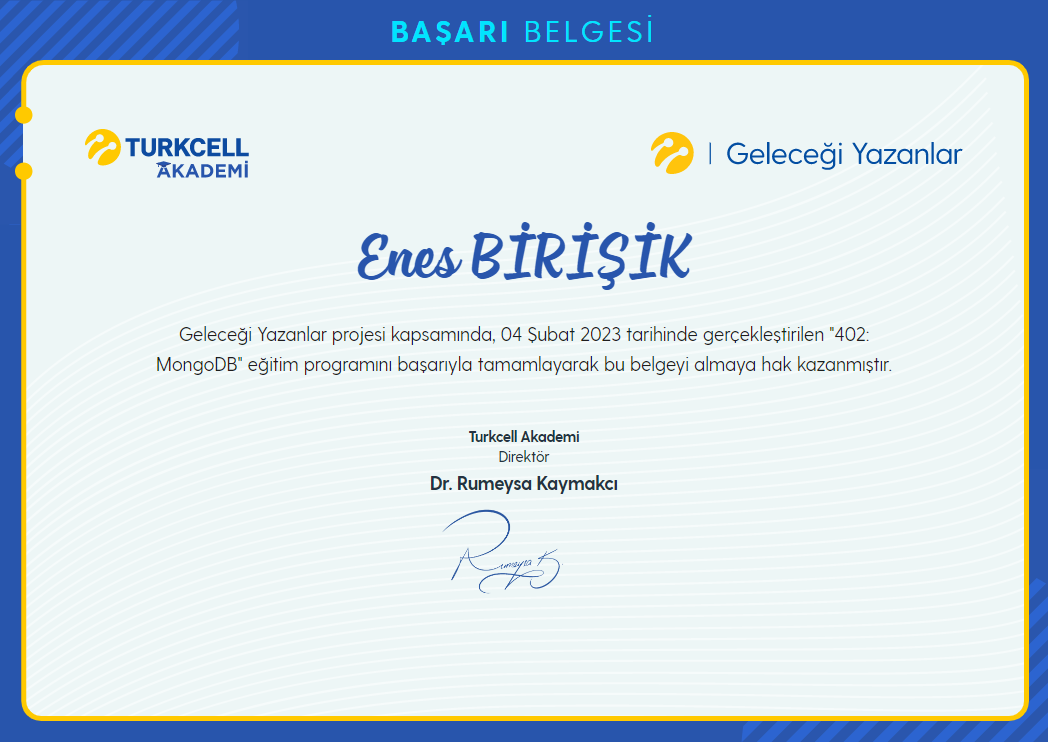 BAŞARI BELGESİ
TURKCELL
AKADEMİ
Geleceği Yazanlar
Enes BİRİŞİK
Geleceği Yazanlar projesi kapsamında, 04 Şubat 2023 tarihinde gerçekleştirilen "402:
MongoDB" eğitim programını başarıyla tamamlayarak bu belgeyi almaya hak kazanmıştır.
Turkcell Akademi
Direktör
Dr. Rumeysa Kaymakcı
Rumeysa K